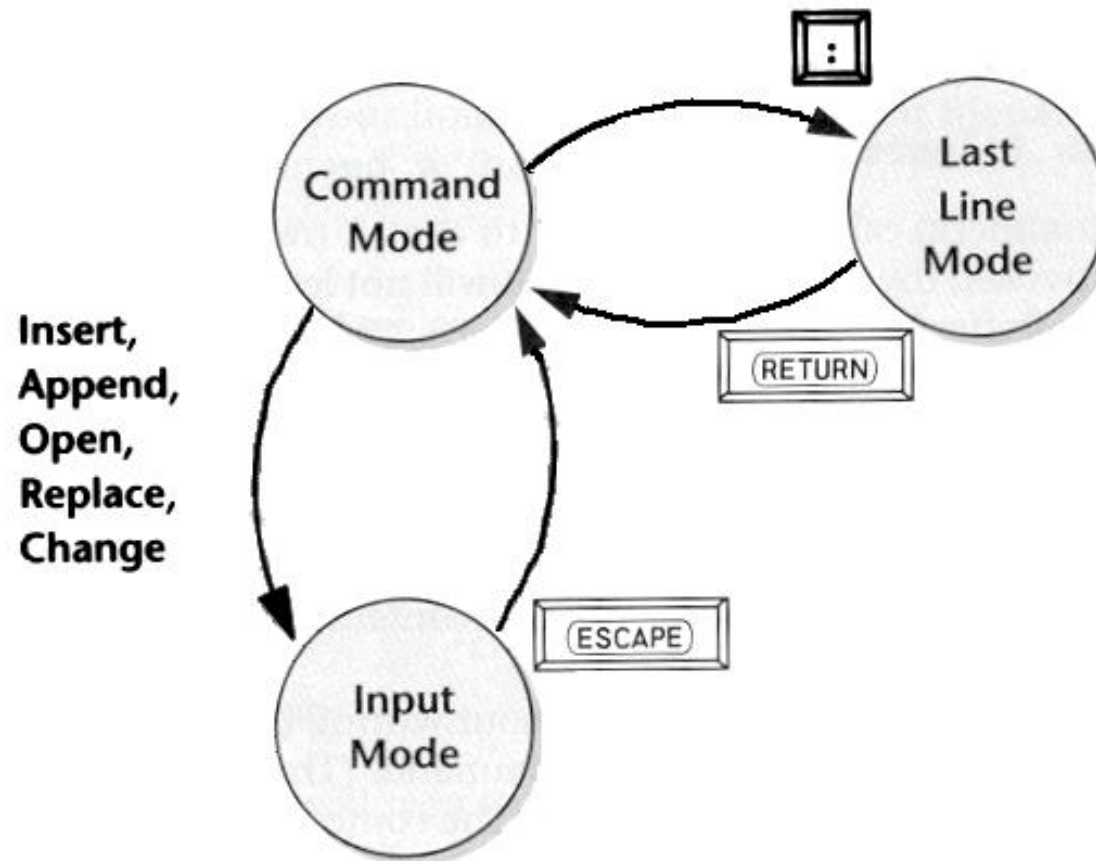 :
Command
Mode
Last
Line
Mode
RETURN
Insert,
Append,
Open,
Replace,
Change
ESCAPE
Input
Mode